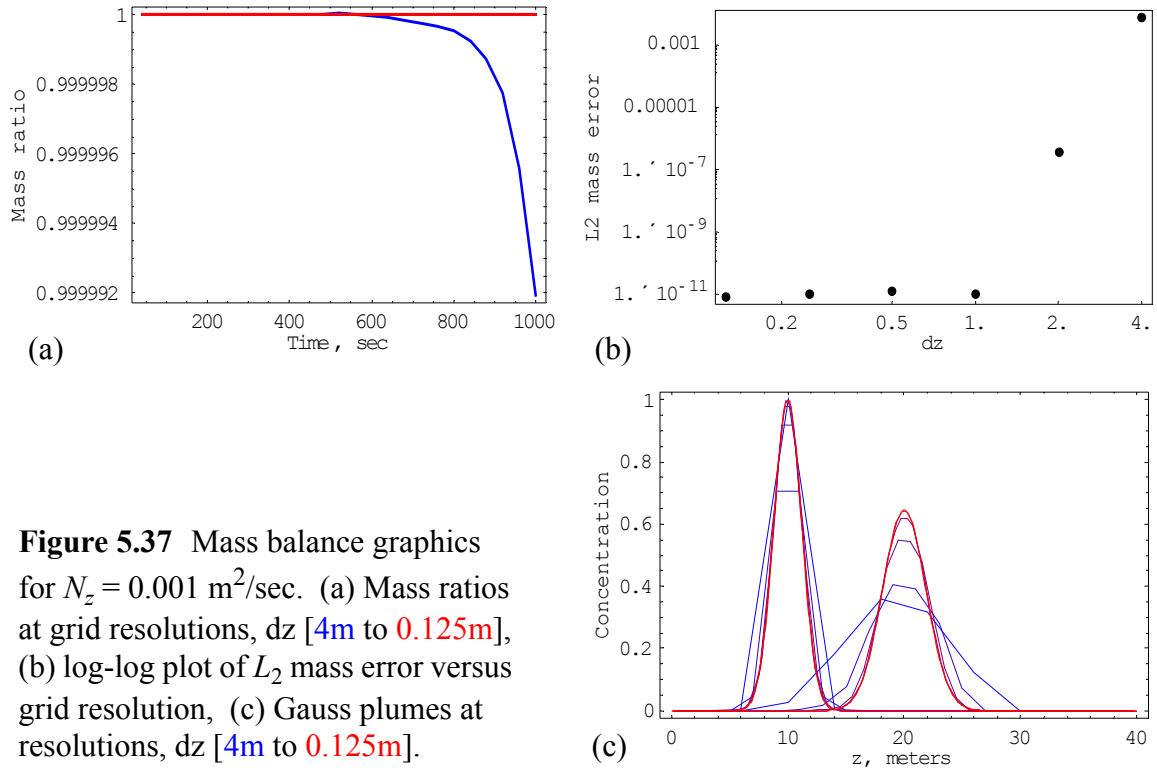 1
0.999998
0.999996
0.999994
0.999992
Mass ratio
200 400 600 800 1000
Time, sec
(a)
0.001
0.00001
1.´10-7
1.´10-9
1.´10-11
L2 mass error
0.2 0.5 1. 2. 4.
dz
(b)
Figure 5.37 Mass balance graphics
for Nz = 0.001 m2/sec. (a) Mass ratios
at grid resolutions, dz [4m to 0.125m],
(b) log-log plot of L2 mass error versus
grid resolution, (c) Gauss plumes at
resolutions, dz [4m to 0.125m].
1
0.8
0.6
0.4
0.2
0
Concentration
0 10 20 30 40
z, meters
(c)